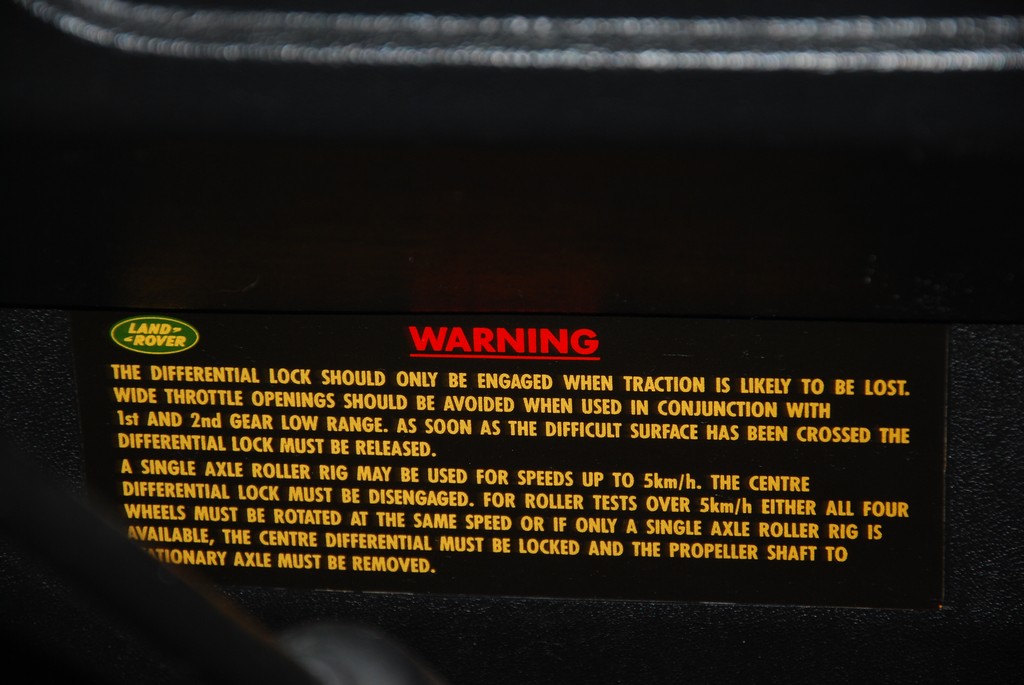 LAND-
-ROVER
WARNING
THE DIFFERENTIAL LOCK SHOULD ONLY BE ENGAGED WHEN TRACTION IS LIKELY TO BE LOST.
WIDE THROTTLE OPENINGS SHOULD BE AVOIDED WHEN USED IN CONJUNCTION WITH
1st AND 2nd GEAR LOW RANGE. AS SOON AS THE DIFFICULT SURFACE HAS BEEN CROSSED THE
DIFFERENTIAL LOCK MUST BE RELEASED.
A SINGLE AXLE ROLLER RIG MAY BE USED FOR SPEEDS UP TO 5km/h. THE CENTRE
DIFFERENTIAL LOCK MUST BE DISENGAGED. FOR ROLLER TESTS OVER 5km/h EITHER ALL FOUR
WHEELS MUST BE ROTATED AT THE SAME SPEED OR IF ONLY A SINGLE AXLE ROLLER RIG IS
AVAILABLE, THE CENTRE DIFFERENTIAL MUST BE LOCKED AND THE PROPELLER SHAFT TO
AXLE MUST BE REMOVED.